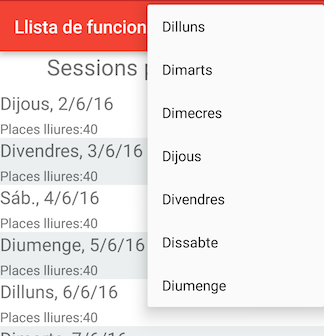 Llista de funcion
Sessions
Dijous, 2/6/16
Places lliures:40
Divendres, 3/6/16
Places lliures:40
Sáb., 4/6/16
Places lliures:40
Diumenge, 5/6/16
Places lliures:40
Dilluns, 6/6/16
Places lliures:40
Dimarts, 7/6/16
Dilluns
Dimarts
Dimecres
Dijous
Divendres
Dissabte
Diumenge